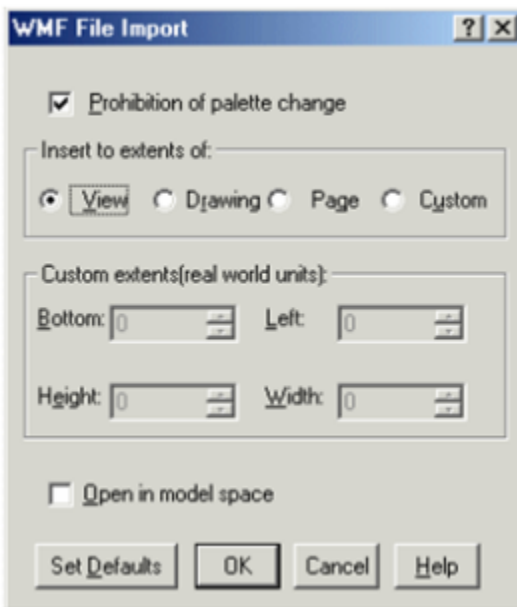 WMF File Import ? ×
Prohibition of palette change
Insert to extents of:
View Drawing Page Custom
Custom extents(real world units):
Bottom: 0 Left: 0
Height: 0 Width: 0
Open in model space
Set Defaults OK Cancel Help